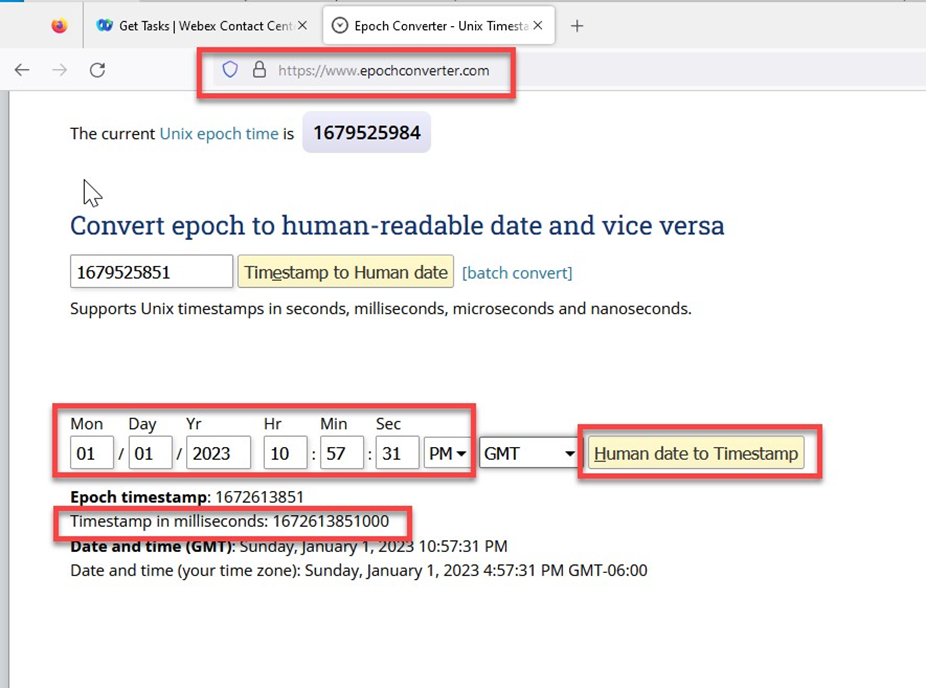 Get Tasks | Webex Contact Cent
Epoch Converter - Unix Timesta
https://www.epochconverter.com
The current Unix epoch time is 1679525984
Convert epoch to human-readable date and vice versa
1679525851 Timestamp to Human date [batch convert]
Supports Unix timestamps in seconds, milliseconds, microseconds and nanoseconds.
Mon Day Yr Hr Min Sec
01 / 01 / 2023 10 : 57 : 31 PM GMT Human date to Timestamp
Epoch timestamp: 1672613851
Timestamp in milliseconds: 1672613851000
Date and time (GMT): Sunday, January 1, 2023 10:57:31 PM
Date and time (your time zone): Sunday, January 1, 2023 4:57:31 PM GMT-06:00